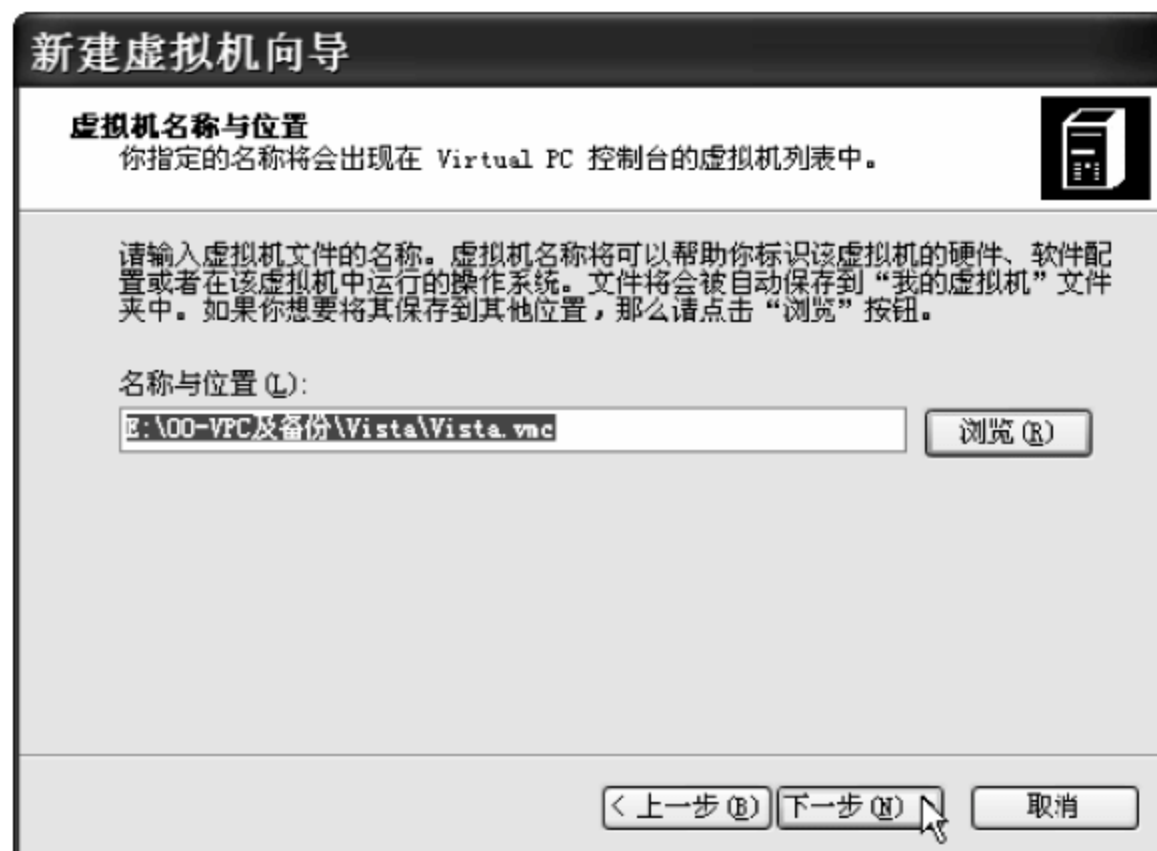 新建虚拟机向导
虚拟机名称与位置
你指定的名称将会出现在 Virtual PC 控制台的虚拟机列表中。
请输入虚拟机文件的名称。虚拟机名称将可以帮助你标识该虚拟机的硬件、软件配
置或者在该虚拟机中运行的操作系统。文件将会被自动保存到“我的虚拟机”文件
夹中。如果你想要将其保存到其他位置，那么请点击“浏览”按钮。
名称与位置(L):
E:\00-VPC及备份\Vista\Vista.vmc
浏览(R)
< 上一步(B)
下一步(N)
取消